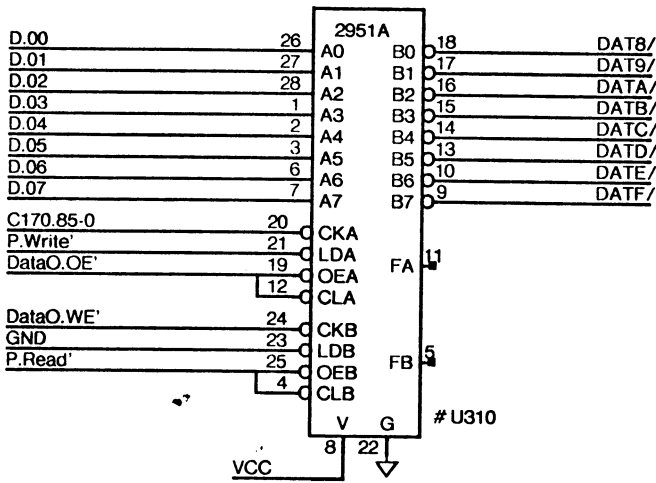 2951A
D.00 26 A0 B0 18 DAT8/
D.01 27 A1 B1 17 DAT9/
D.02 28 A2 B2 16 DATA/
D.03 1 A3 B3 15 DATB/
D.04 2 A4 B4 14 DATC/
D.05 3 A5 B5 13 DATD/
D.06 6 A6 B6 10 DATE/
D.07 7 A7 B7 9 DATF/
C170.85-0 20 CKA
P.Write' 21 LDA
DataO.OE' 19 OEA FA 11
12 CLA
DataO.WE' 24 CKB
GND 23 LDB
P.Read' 25 OEB FB 5
4 CLB
V G # U310
8 22
VCC